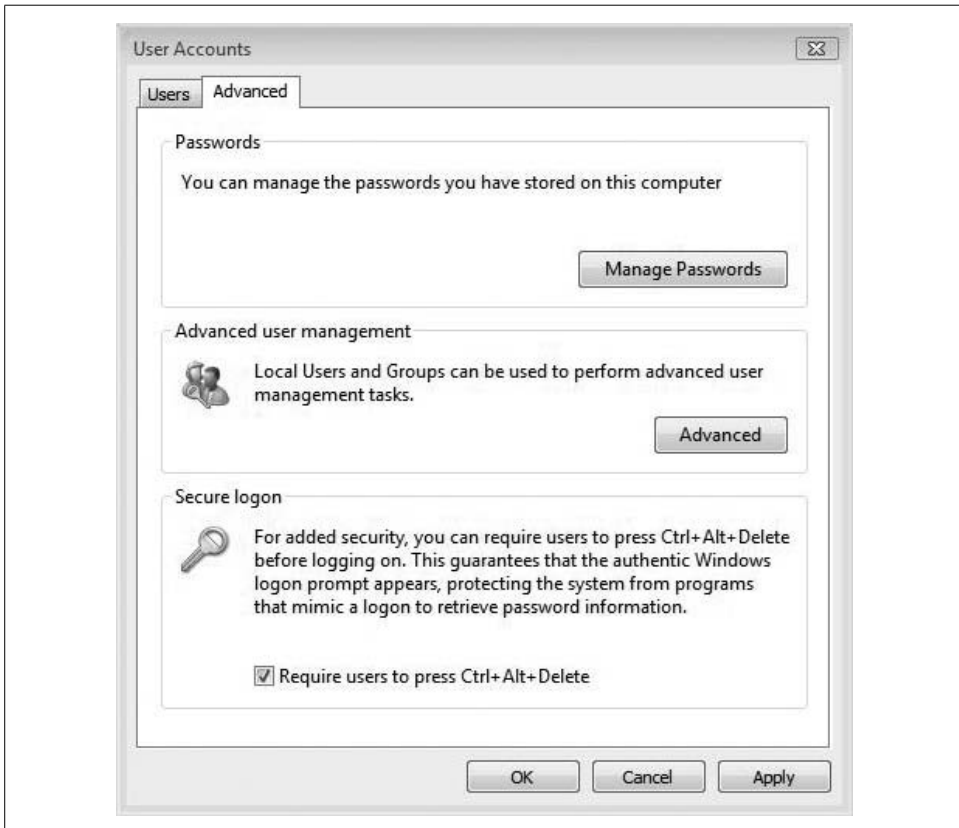 User Accounts
Users Advanced
Passwords
You can manage the passwords you have stored on this computer
Manage Passwords
Advanced user management
Local Users and Groups can be used to perform advanced user
management tasks.
Advanced
Secure logon
For added security, you can require users to press Ctrl+Alt+Delete
before logging on. This guarantees that the authentic Windows
logon prompt appears, protecting the system from programs
that mimic a logon to retrieve password information.
Require users to press Ctrl+Alt+Delete
OK Cancel Apply